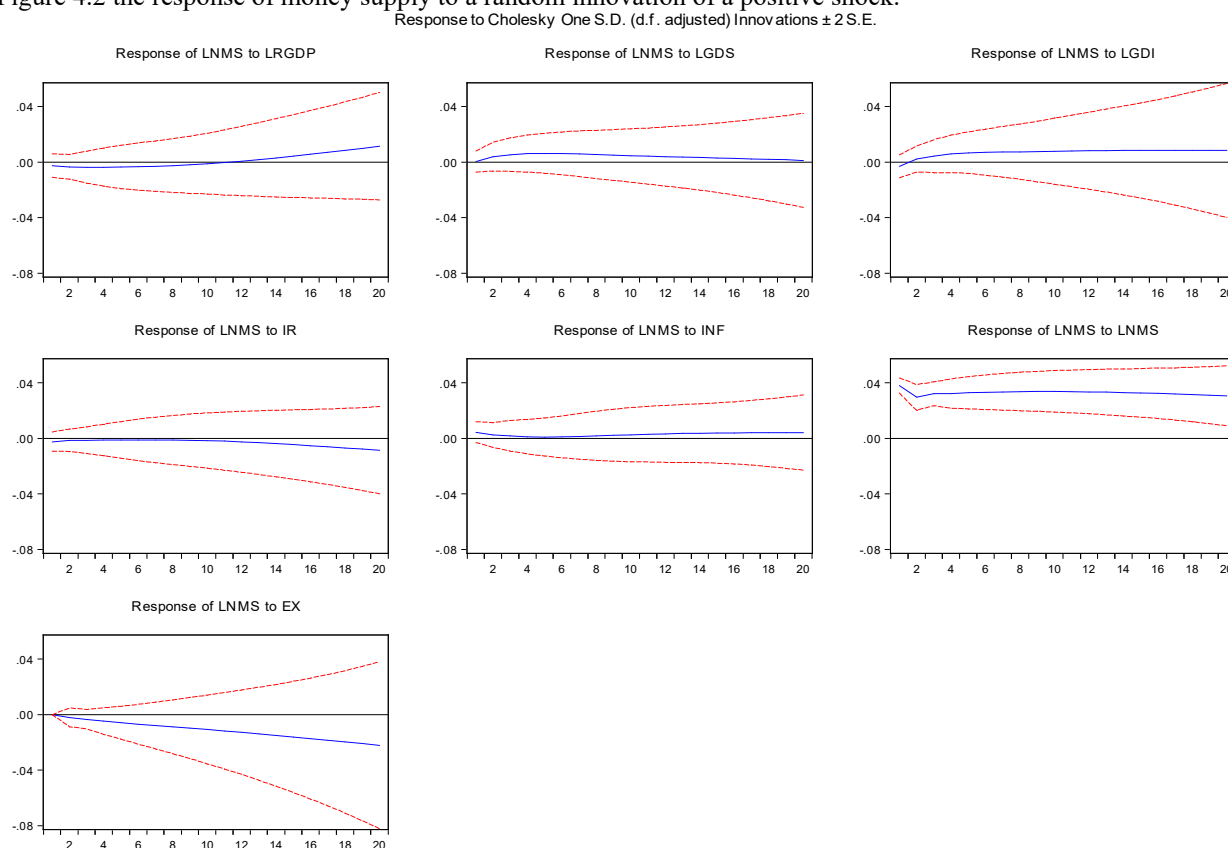 Figure 4.2 the response of money supply to a random innovation of a positive shock.
Response to Cholesky One S.D. (d.f. adjusted) Innovations ± 2 S.E.
Response of LNMS to LRGDP
.04
.00
-.04
-.08
2 4 6 8 10 12 14 16 18 20
Response of LNMS to LGDS
.04
.00
-.04
-.08
2 4 6 8 10 12 14 16 18 20
Response of LNMS to LGDI
.04
.00
-.04
-.08
2 4 6 8 10 12 14 16 18 20
Response of LNMS to IR
.04
.00
-.04
-.08
2 4 6 8 10 12 14 16 18 20
Response of LNMS to INF
.04
.00
-.04
-.08
2 4 6 8 10 12 14 16 18 20
Response of LNMS to LNMS
.04
.00
-.04
-.08
2 4 6 8 10 12 14 16 18 20
Response of LNMS to EX
.04
.00
-.04
-.08
2 4 6 8 10 12 14 16 18 20